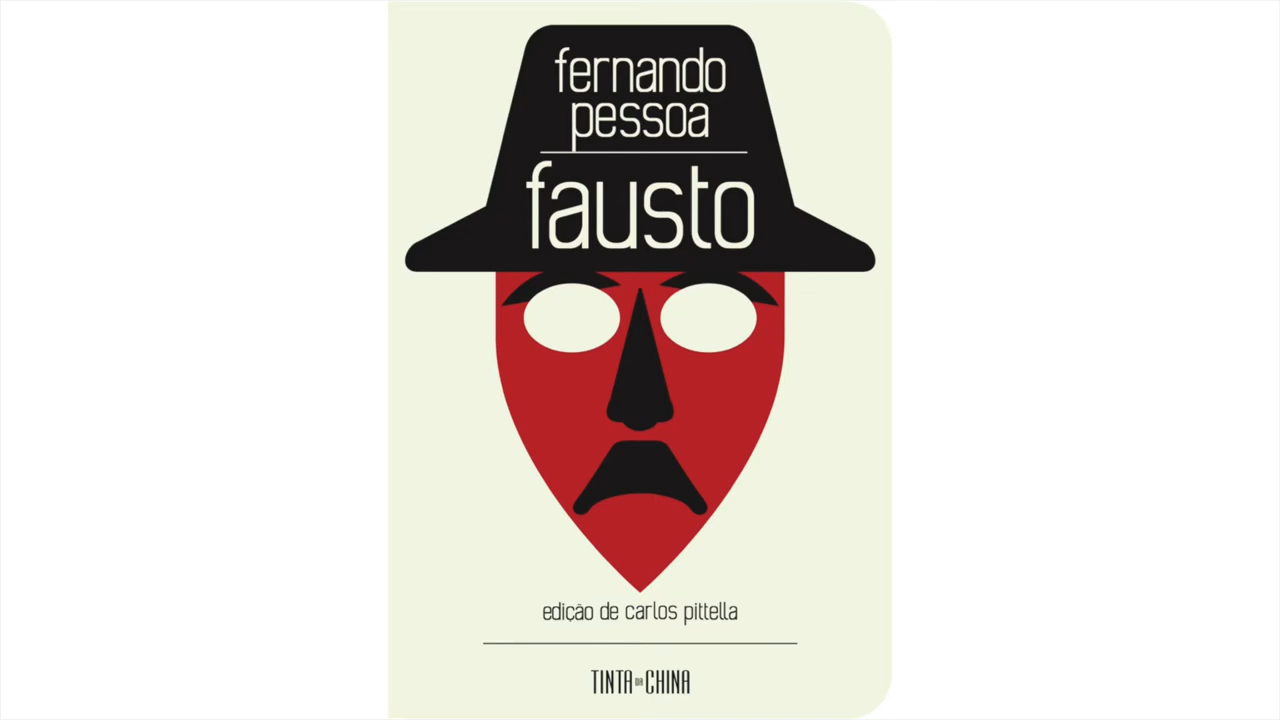 fernando
pessoa
fausto
edição de carlos pittella
TINTA DA CHINA